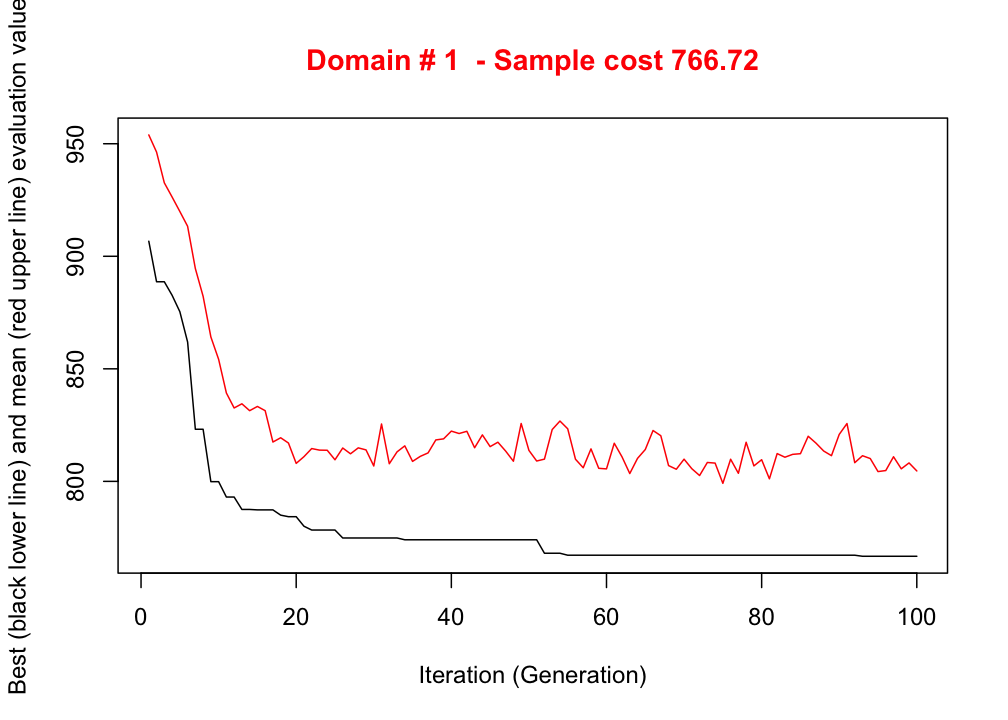 Domain # 1  - Sample cost 766.72
Best (black lower line) and mean (red upper line) evaluation value
950
900
850
800
0 20 40 60 80 100
Iteration (Generation)